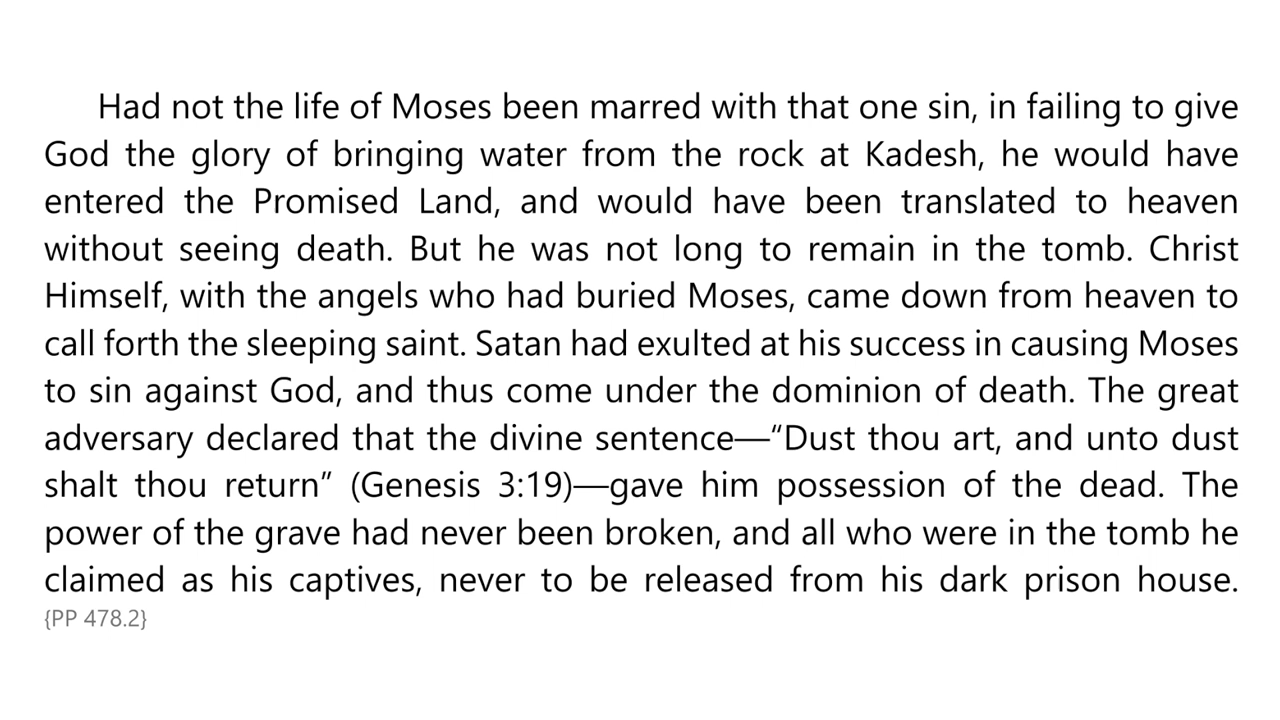 Had not the life of Moses been marred with that one sin, in failing to give
God the glory of bringing water from the rock at Kadesh, he would have
entered the Promised Land, and would have been translated to heaven
without seeing death. But he was not long to remain in the tomb. Christ
Himself, with the angels who had buried Moses, came down from heaven to
call forth the sleeping saint. Satan had exulted at his success in causing Moses
to sin against God, and thus come under the dominion of death. The great
adversary declared that the divine sentence—“Dust thou art, and unto dust
shalt thou return” (Genesis 3:19)—gave him possession of the dead. The
power of the grave had never been broken, and all who were in the tomb he
claimed as his captives, never to be released from his dark prison house.
{PP 478.2}